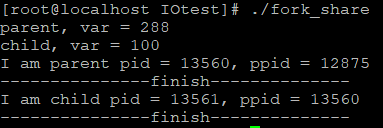 [root@localhost IOtest]# ./fork_share
parent, var = 288
child, var = 100
I am parent pid = 13560, ppid = 12875
---------------finish--------------
I am child pid = 13561, ppid = 13560
---------------finish--------------